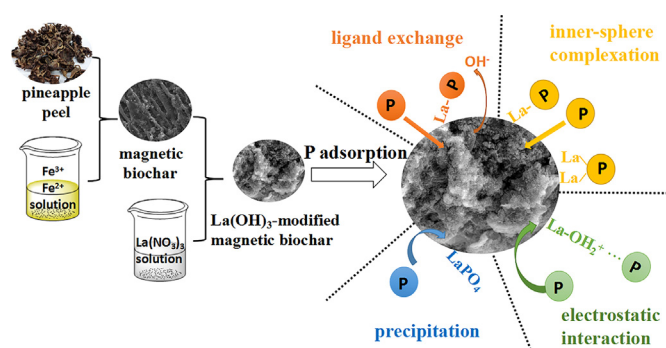 pineapple
peel
Fe³⁺
Fe²⁺
solution
magnetic
biochar
La(NO₃)₃
solution
La(OH)₃-modified
magnetic biochar
P adsorption
ligand exchange
OH⁻
P
La-
P
inner-sphere
complexation
La-
P
P
La
La
P
P
LaPO₄
precipitation
La-OH₂⁺
P
P
electrostatic
interaction